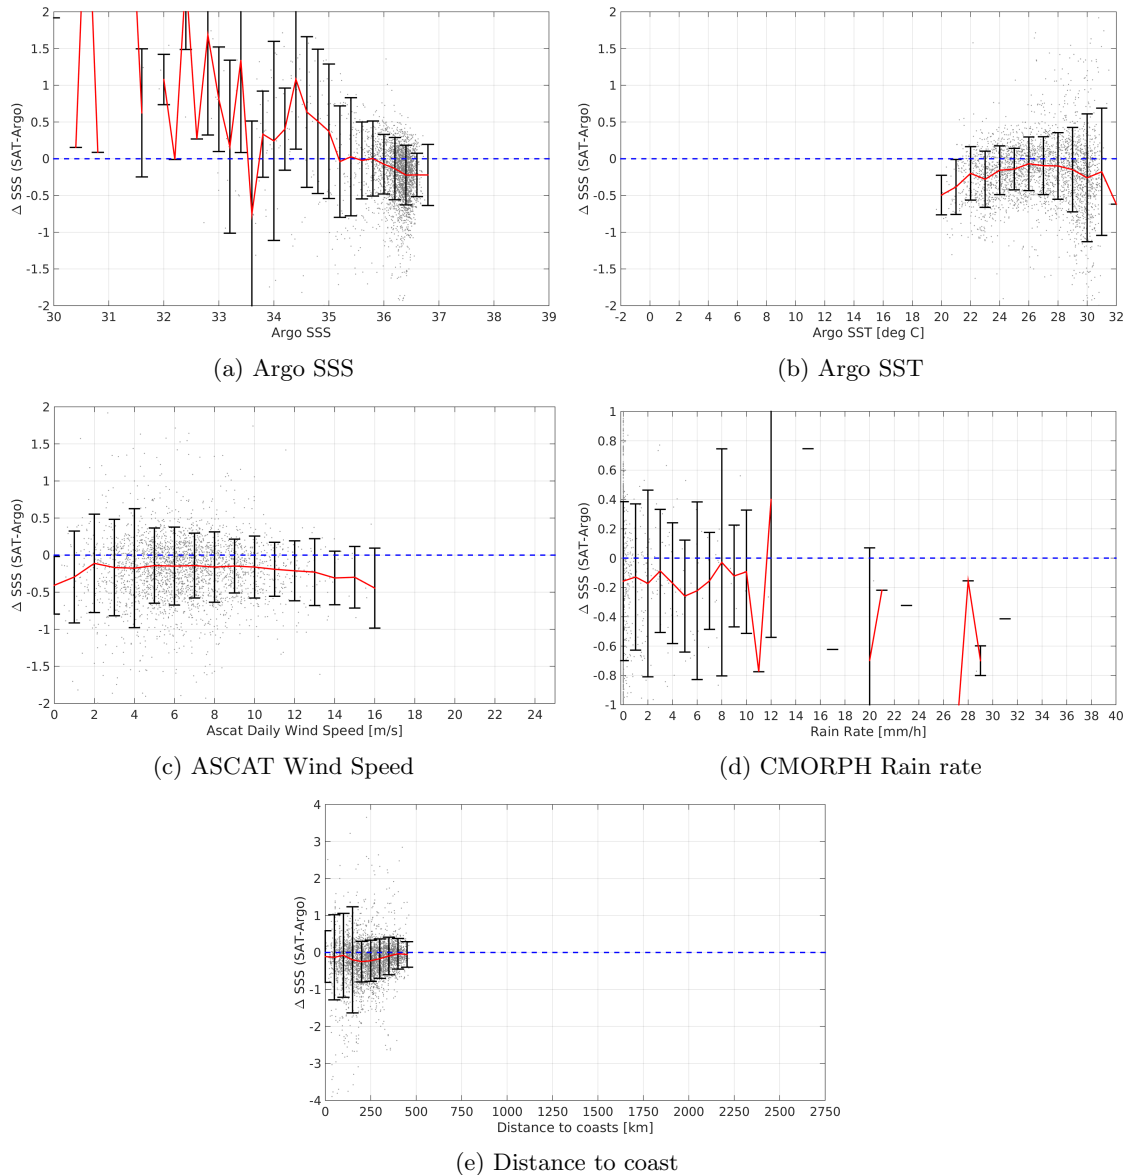 2
1.5
1
0.5
0
-0.5
-1
-1.5
-2
Δ SSS (SAT-Argo)
30 31 32 33 34 35 36 37 38 39
Argo SSS
(a) Argo SSS
2
1.5
1
0.5
0
-0.5
-1
-1.5
-2
Δ SSS (SAT-Argo)
-2 0 2 4 6 8 10 12 14 16 18 20 22 24 26 28 30 32
Argo SST [deg C]
(b) Argo SST
2
1.5
1
0.5
0
-0.5
-1
-1.5
-2
Δ SSS (SAT-Argo)
0 2 4 6 8 10 12 14 16 18 20 22 24
Ascat Daily Wind Speed [m/s]
(c) ASCAT Wind Speed
1
0.8
0.6
0.4
0.2
0
-0.2
-0.4
-0.6
-0.8
-1
Δ SSS (SAT-Argo)
0 2 4 6 8 10 12 14 16 18 20 22 24 26 28 30 32 34 36 38 40
Rain Rate [mm/h]
(d) CMORPH Rain rate
4
3
2
1
0
-1
-2
-3
-4
Δ SSS (SAT-Argo)
0 250 500 750 1000 1250 1500 1750 2000 2250 2500 2750
Distance to coasts [km]
(e) Distance to coast